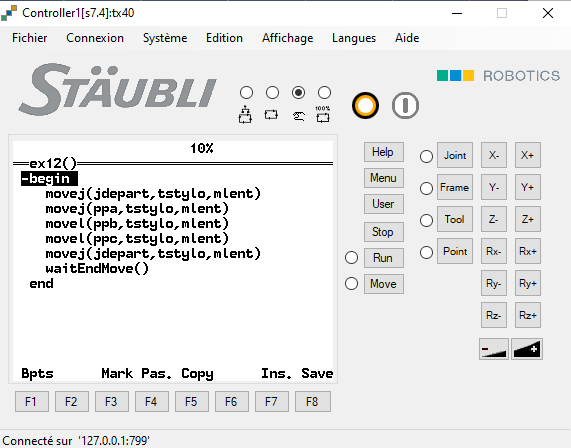 Controller1[s7.4]:tx40
Fichier Connexion Système Edition Affichage Langues Aide
STÄUBLI
ROBOTICS
100%
10%
ex12()
-begin
movej(jdepart,tstylo,mlent)
movej(ppa,tstylo,mlent)
movel(ppb,tstylo,mlent)
movel(ppc,tstylo,mlent)
movej(jdepart,tstylo,mlent)
waitEndMove()
end
Bpts Mark Pas. Copy Ins. Save
F1 F2 F3 F4 F5 F6 F7 F8
Help
Menu
User
Stop
Run
Move
Joint
Frame
Tool
Point
X- X+
Y- Y+
Z- Z+
Rx- Rx+
Ry- Ry+
Rz- Rz+
- +
Connecté sur '127.0.0.1:799'